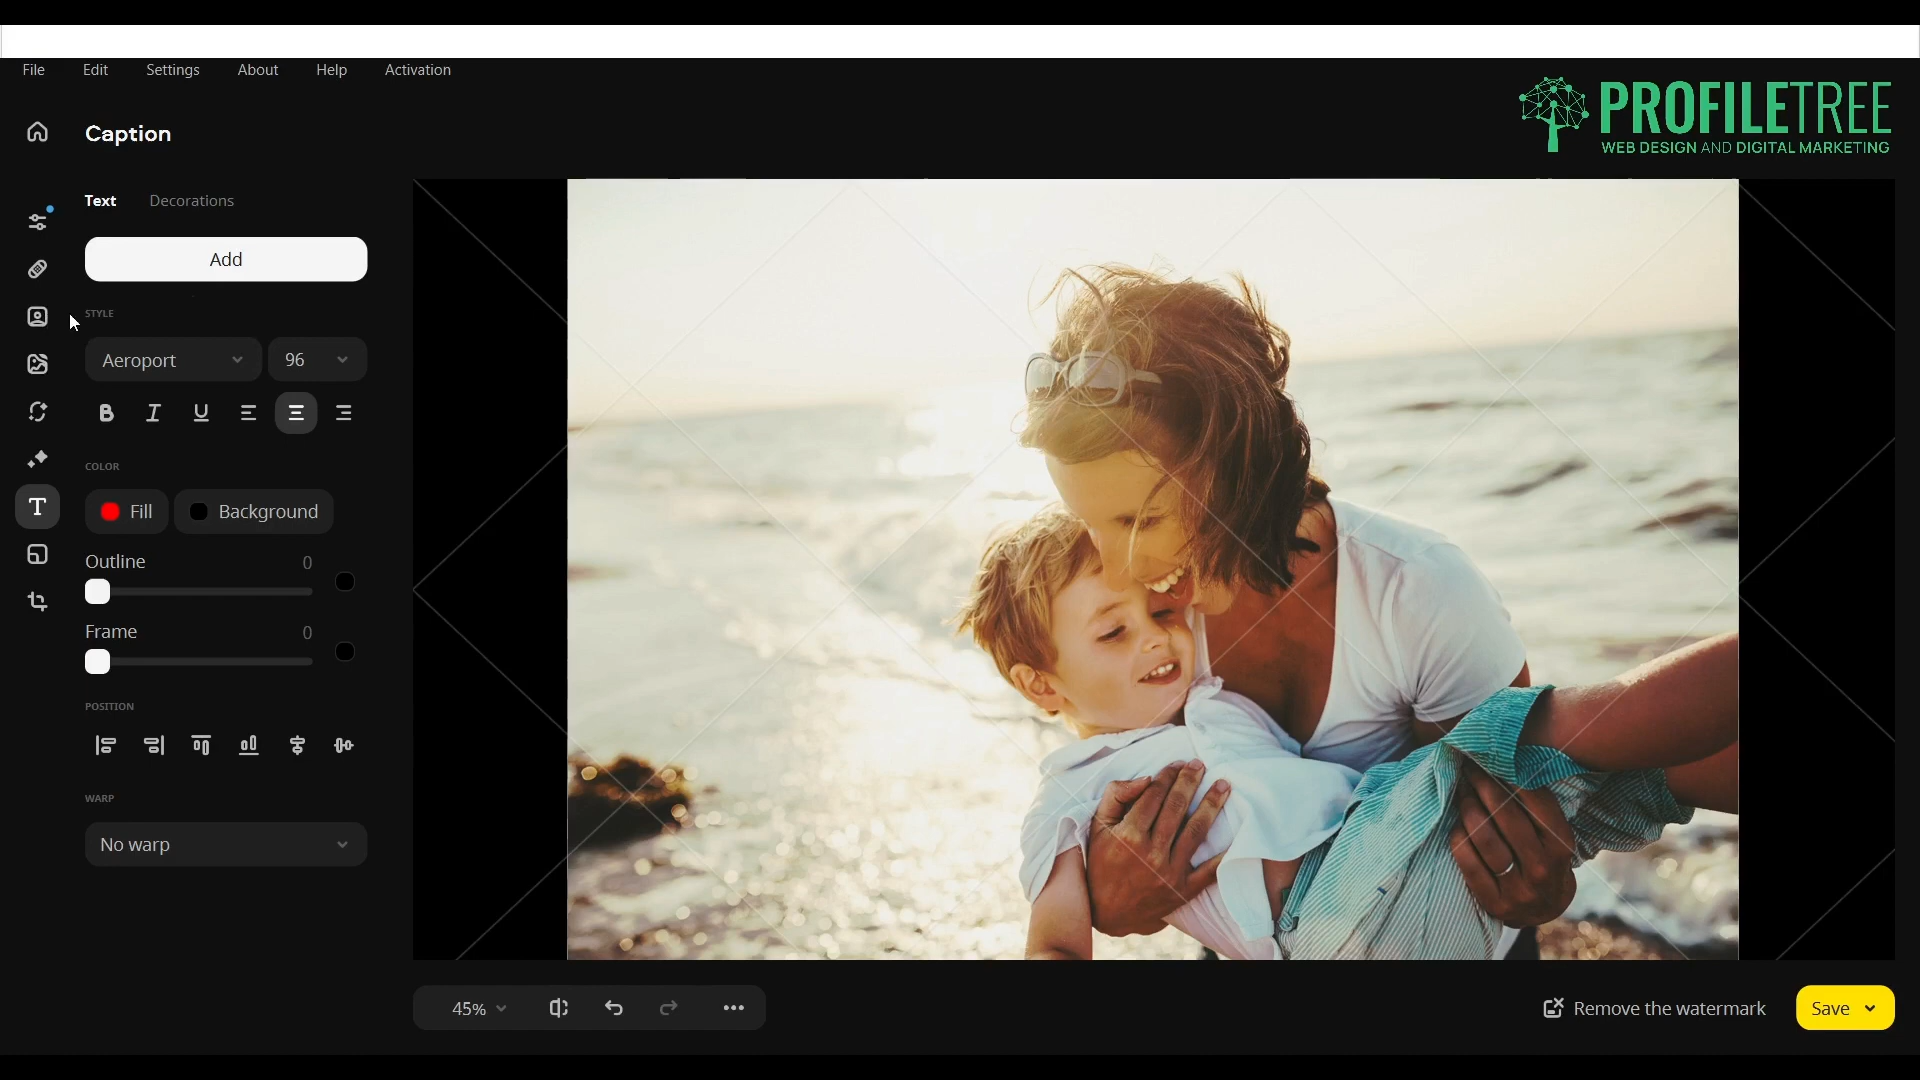 File Edit Settings About Help Activation
PROFILETREE
WEB DESIGN AND DIGITAL MARKETING
Caption
Text Decorations
Add
STYLE
Aeroport 96
B I U
COLOR
Fill Background
Outline 0
Frame 0
POSITION
WARP
No warp
45% Remove the watermark Save